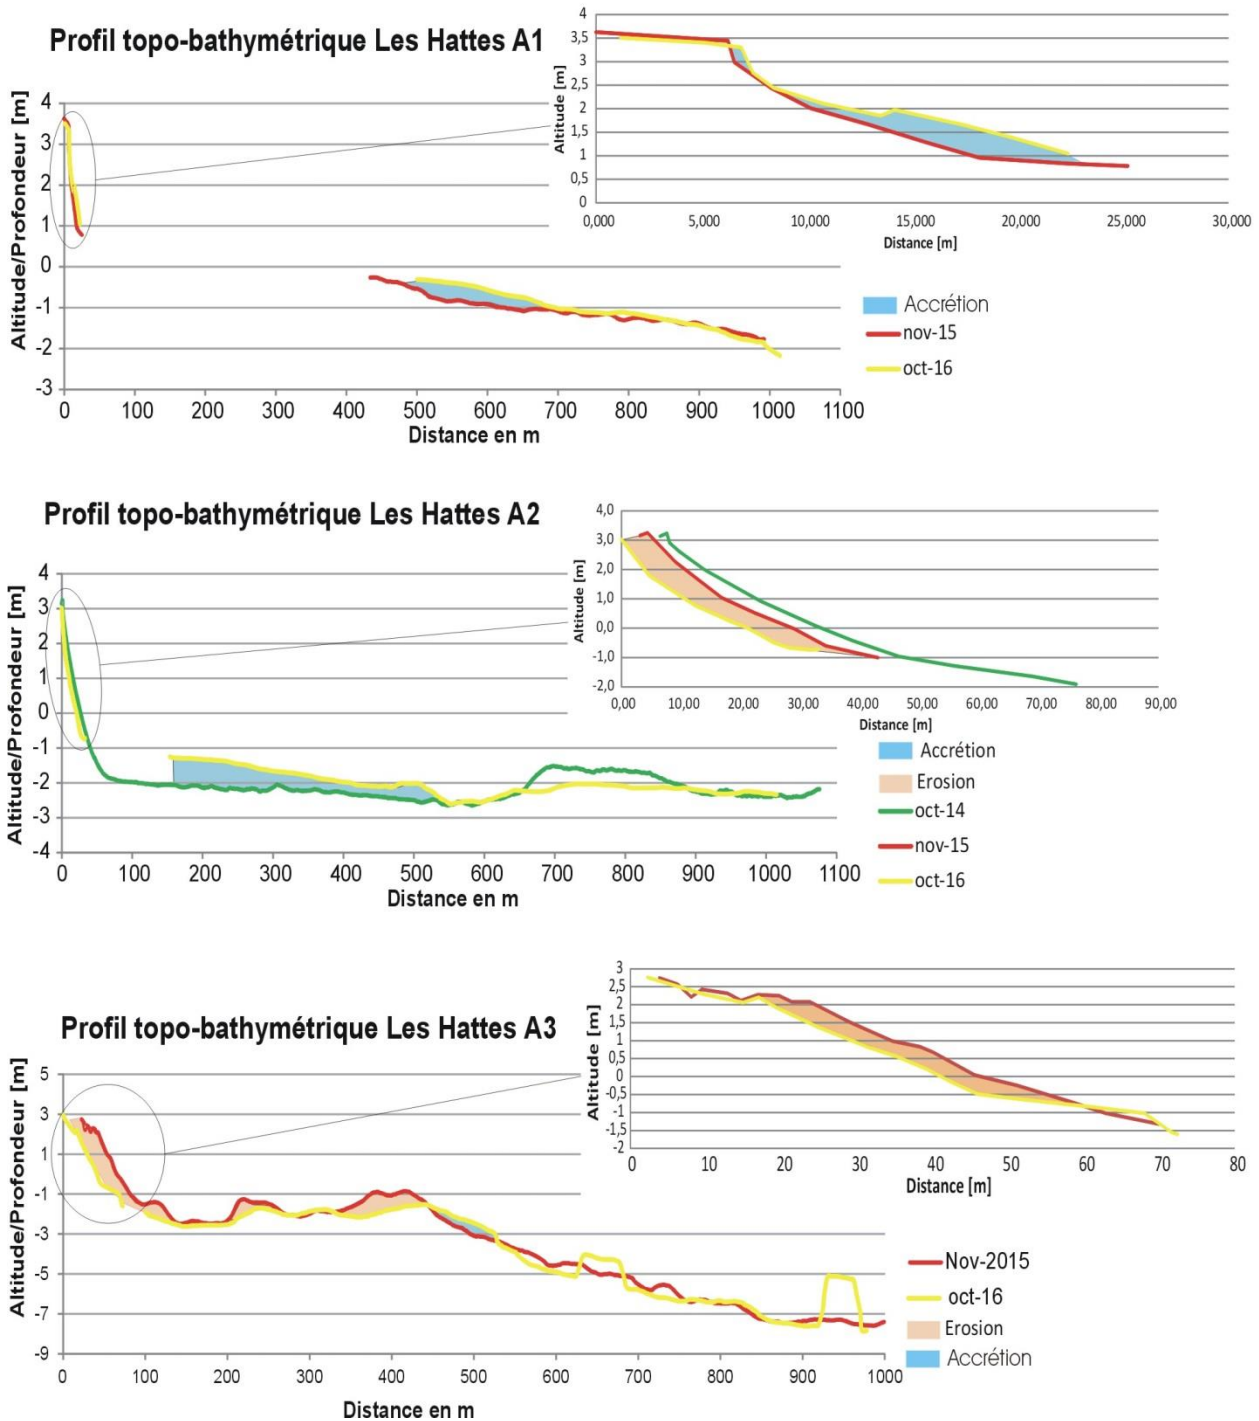 Profil topo-bathymétrique Les Hattes A1
Altitude/Profondeur [m]
4
3
2
1
0
-1
-2
-3
0 100 200 300 400 500 600 700 800 900 1000 1100
Distance en m
Altitude [m]
4
3,5
3
2,5
2
1,5
1
0,5
0
0,000 5,000 10,000 15,000 20,000 25,000 30,000
Distance [m]
Accrétion
nov-15
oct-16
Profil topo-bathymétrique Les Hattes A2
Altitude/Profondeur [m]
4
3
2
1
0
-1
-2
-3
-4
0 100 200 300 400 500 600 700 800 900 1000 1100
Distance en m
Altitude [m]
4,0
3,0
2,0
1,0
0,0
-1,0
-2,0
0,00 10,00 20,00 30,00 40,00 50,00 60,00 70,00 80,00 90,00
Distance [m]
Accrétion
Erosion
oct-14
nov-15
oct-16
Profil topo-bathymétrique Les Hattes A3
Altitude/Profondeur [m]
5
3
1
-1
-3
-5
-7
-9
0 100 200 300 400 500 600 700 800 900 1000
Distance en m
Altitude [m]
3
2,5
2
1,5
1
0,5
0
-0,5
-1
-1,5
-2
0 10 20 30 40 50 60 70 80
Distance [m]
Nov-2015
oct-16
Erosion
Accrétion